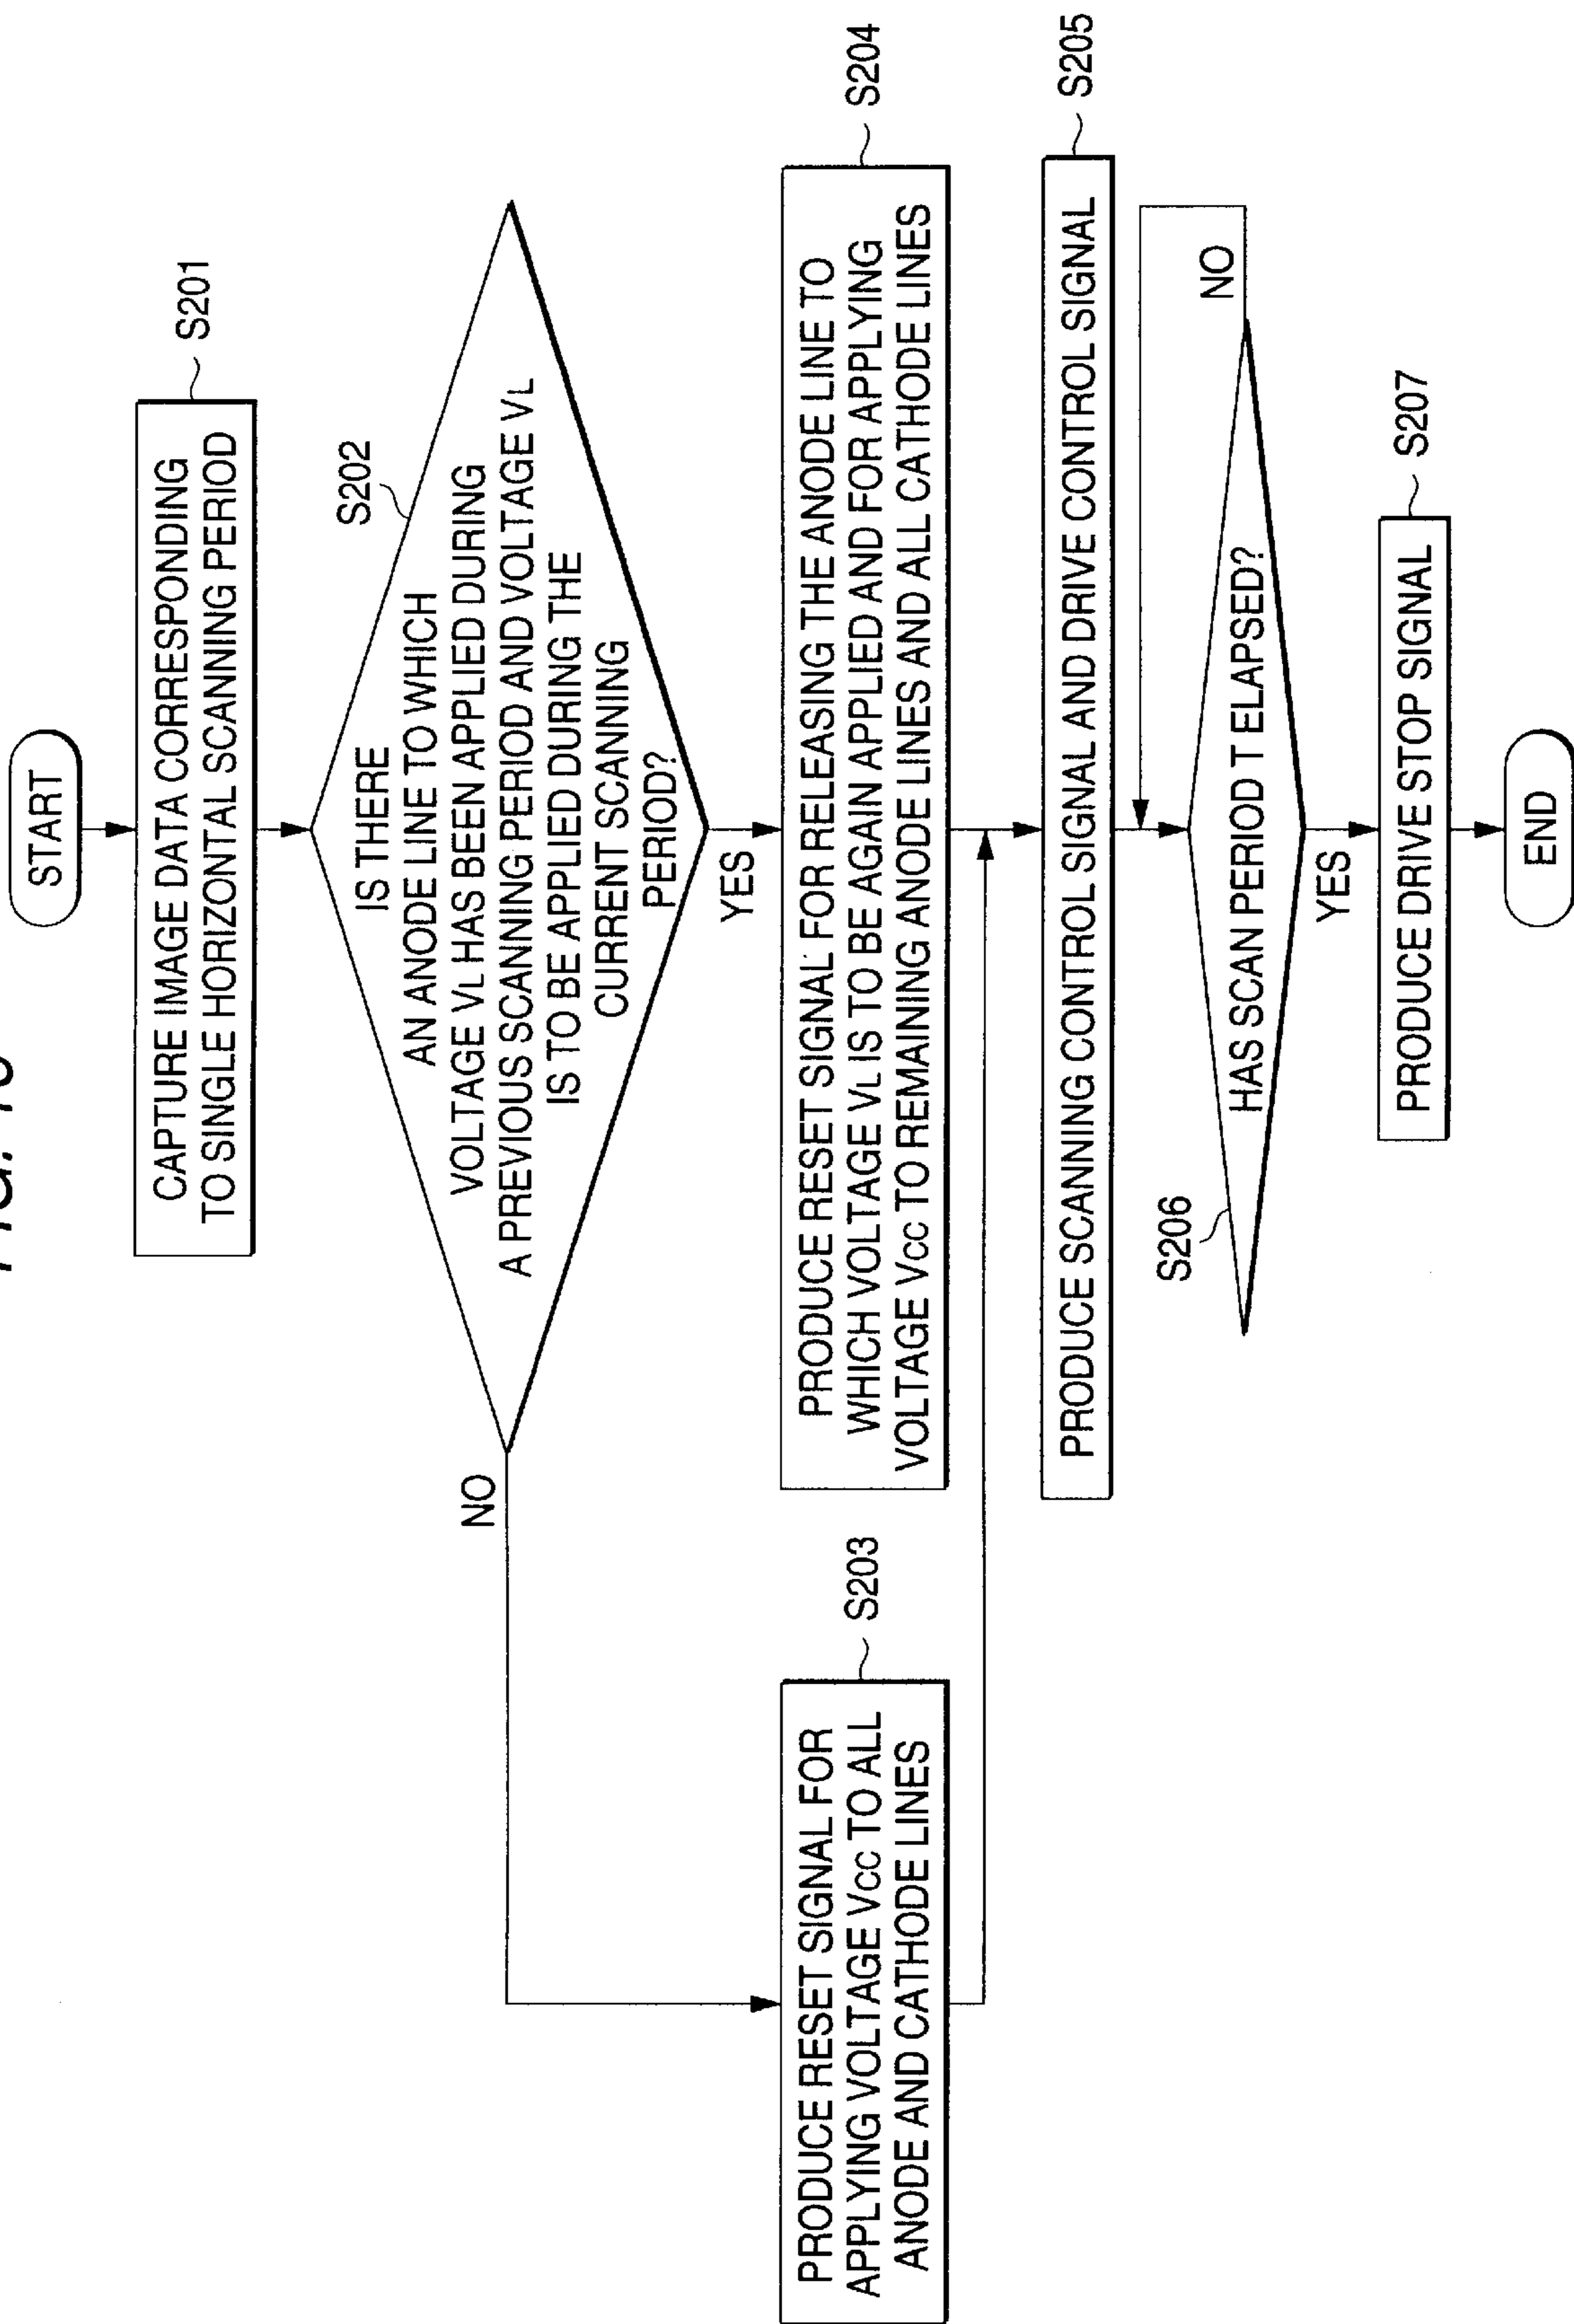 FIG.
START
CAPTURE IMAGE DATA CORRESPONDING
TO SINGLE HORIZONTAL SCANNING PERIOD
S201
S202
IS THERE
AN ANODE LINE TO WHICH
VOLTAGE VL HAS BEEN APPLIED DURING
A PREVIOUS SCANNING PERIOD AND VOLTAGE VL
IS TO BE APPLIED DURING THE
CURRENT SCANNING
PERIOD?
NO
YES
PRODUCE RESET SIGNAL FOR
APPLYING VOLTAGE VCC TO ALL
ANODE AND CATHODE LINES
S203
PRODUCE RESET SIGNAL FOR RELEASING THE ANODE LINE TO
WHICH VOLTAGE VL IS TO BE AGAIN APPLIED AND FOR APPLYING
VOLTAGE VCC TO REMAINING ANODE LINES AND ALL CATHODE LINES
S204
PRODUCE SCANNING CONTROL SIGNAL AND DRIVE CONTROL SIGNAL
S205
S206
HAS SCAN PERIOD T ELAPSED?
NO
YES
PRODUCE DRIVE STOP SIGNAL
S207
END